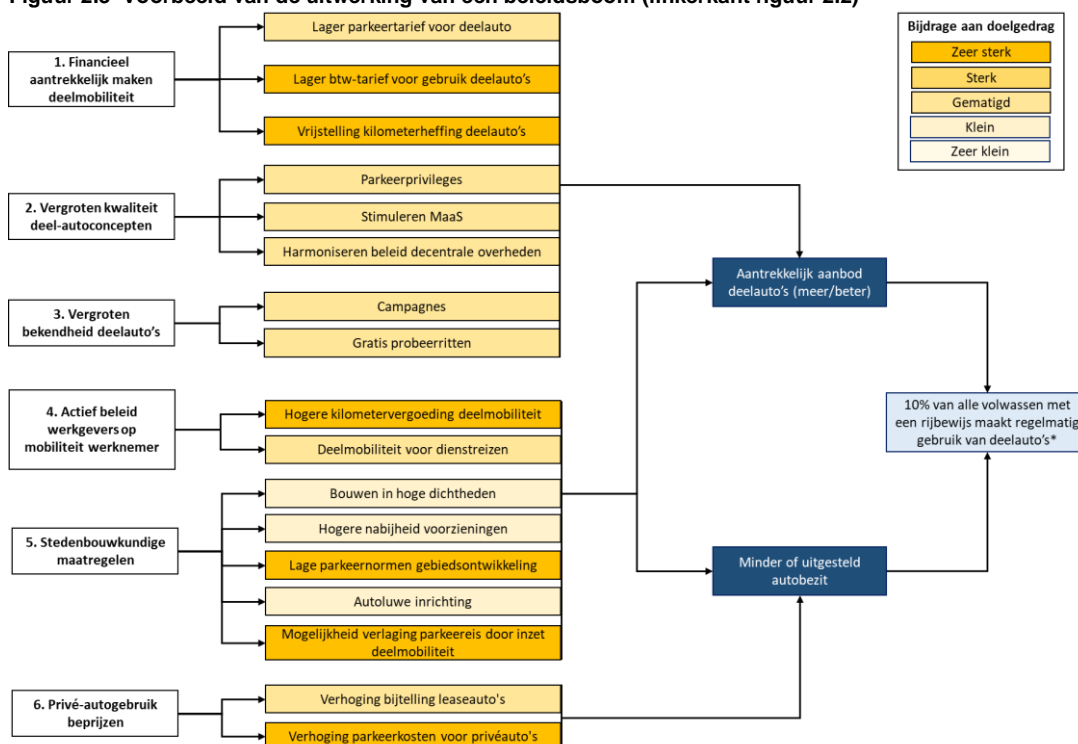 Figuur 2.3 Voorbeeld van de uitwerking van een beleidsboom (linkerkant figuur 2.2)
Bijdrage aan doelgedrag
Zeer sterk
Sterk
Gematigd
Klein
Zeer klein
1. Financieel
aantrekkelijk maken
deelmobiliteit
Lager parkeertarief voor deelauto
Lager btw-tarief voor gebruik deelauto's
Vrijstelling kilometerheffing deelauto's
2. Vergroten kwaliteit
deel-autoconcepten
Parkeerprivileges
Stimuleren MaaS
Harmoniseren beleid decentrale overheden
3. Vergroten
bekendheid deelauto's
Campagnes
Gratis probeerritten
4. Actief beleid
werkgevers op
mobiliteit werknemer
Hogere kilometervergoeding deelmobiliteit
Deelmobiliteit voor dienstreizen
5. Stedenbouwkundige
maatregelen
Bouwen in hoge dichtheden
Hogere nabijheid voorzieningen
Lage parkeernormen gebiedsontwikkeling
Autoluwe inrichting
Mogelijkheid verlaging parkeereis door inzet
deelmobiliteit
6. Privé-autogebruik
beprijzen
Verhoging bijtelling leaseauto's
Verhoging parkeerkosten voor privéauto's
Aantrekkelijk aanbod
deelauto's (meer/beter)
Minder of uitgesteld
autobezit
10% van alle volwassen met
een rijbewijs maakt regelmatig
gebruik van deelauto's*